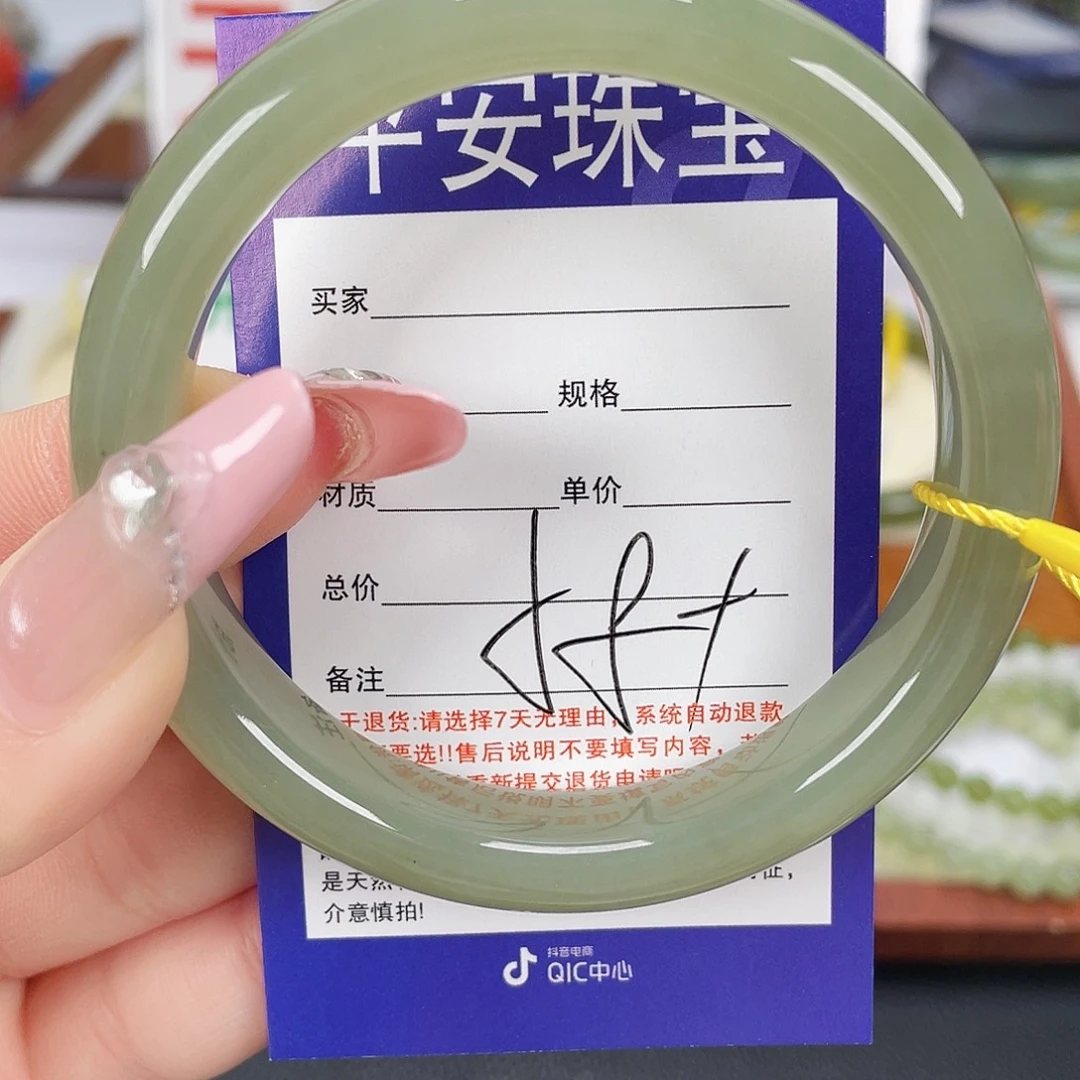 平安珠宝
买家
规格
材质 单价
总价
备注
于退货:请选择7天无理由 系统自动退款
要选!!售后说明不要填写内容,
重新提交退货申请
是天然
介意慎拍!
抖音电商
QIC中心